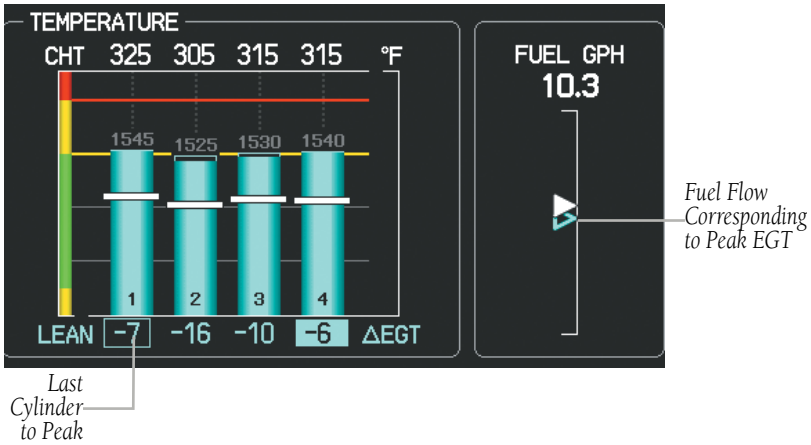 TEMPERATURE
CHT 325 305 315 315 °F
1545 1525 1530 1540
1 2 3 4
LEAN -7 -16 -10 -6 ΔEGT
Last
Cylinder
to Peak
FUEL GPH
10.3
Fuel Flow
Corresponding
to Peak EGT